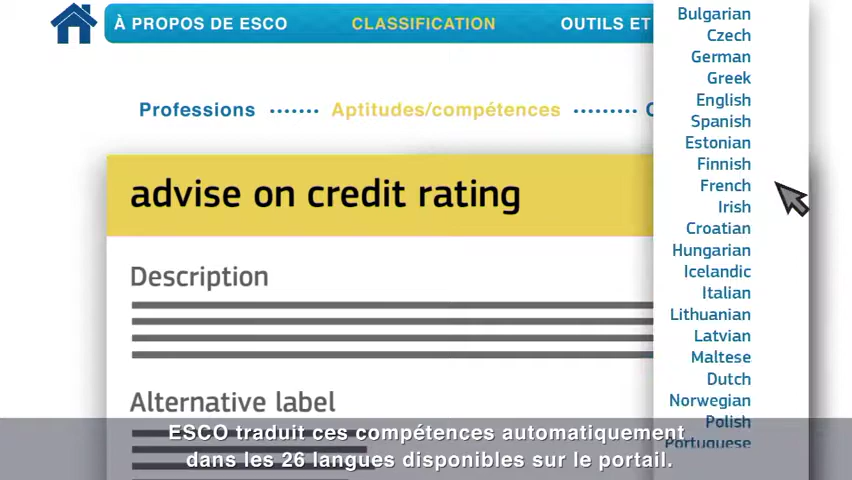 À PROPOS DE ESCO CLASSIFICATION OUTILS ET
Professions ....... Aptitudes/compétences .........
advise on credit rating
Description
Alternative label
Bulgarian
Czech
German
Greek
English
Spanish
Estonian
Finnish
French
Irish
Croatian
Hungarian
Icelandic
Italian
Lithuanian
Latvian
Maltese
Dutch
Norwegian
Polish
Portuguese
ESCO traduit ces compétences automatiquement
dans les 26 langues disponibles sur le portail.